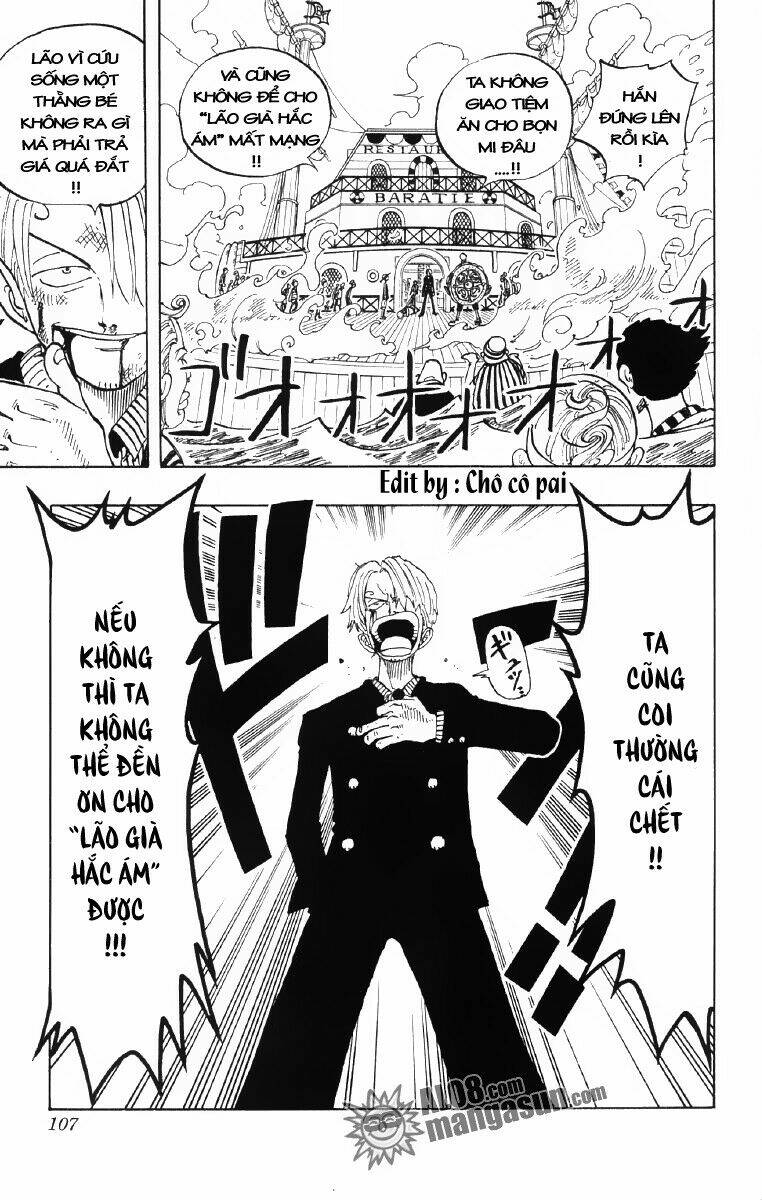 HẮN
ĐỨNG LÊN
RỒI KÌA
!
TA KHÔNG
GIAO TIỆM
ĂN CHO BỌN
MI ĐÂU
.....!!
VÀ CŨNG
KHÔNG ĐỂ CHO
“LÃO GIÀ HẮC
ÁM” MẤT MẠNG
!!
RESTAUR
BARATIE
ゴオオオオオオ
LÃO VÌ CỨU
SỐNG MỘT
THẰNG BÉ
KHÔNG RA GÌ
MÀ PHẢI TRẢ
GIÁ QUÁ ĐẮT
!!
Edit by : Chô cô pai
TA
CŨNG
COI
THƯỜNG
CÁI
CHẾT
!!
ギュッ
NẾU
KHÔNG
THÌ TA
KHÔNG
THỂ ĐỀN
ƠN CHO
“LÃO GIÀ
HẮC ÁM”
ĐƯỢC
!!!
107
mangasun.com